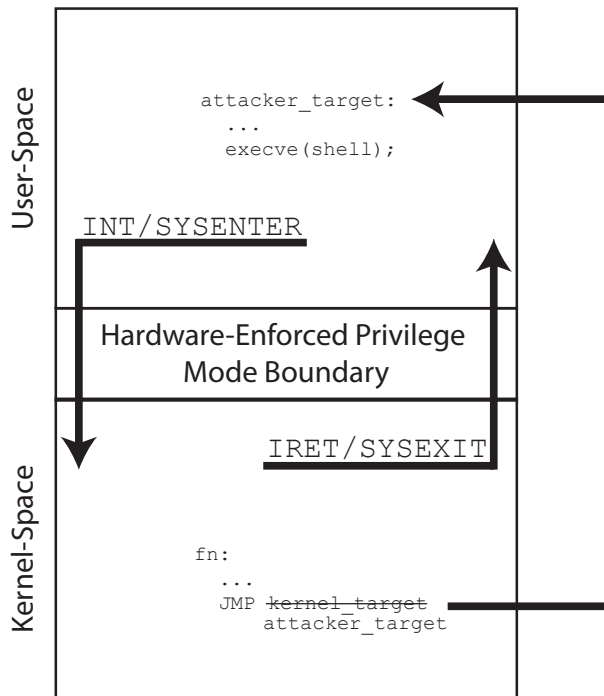 User-Space
attacker_target:
...
execve(shell);
INT/SYSENTER
Hardware-Enforced Privilege
Mode Boundary
IRET/SYSEXIT
Kernel-Space
fn:
...
JMP kernel_target
attacker_target